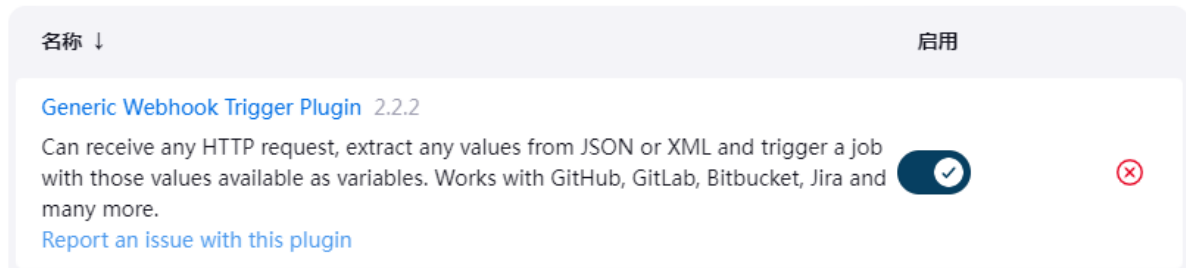 名称 ↓ 启用
Generic Webhook Trigger Plugin 2.2.2
Can receive any HTTP request, extract any values from JSON or XML and trigger a job
with those values available as variables. Works with GitHub, GitLab, Bitbucket, Jira and
many more.
Report an issue with this plugin